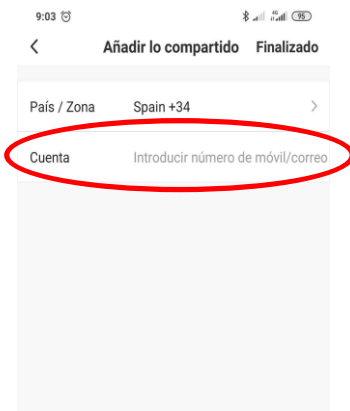 9:03
95
Añadir lo compartido Finalizado
País / Zona Spain +34
Cuenta Introducir número de móvil/correo